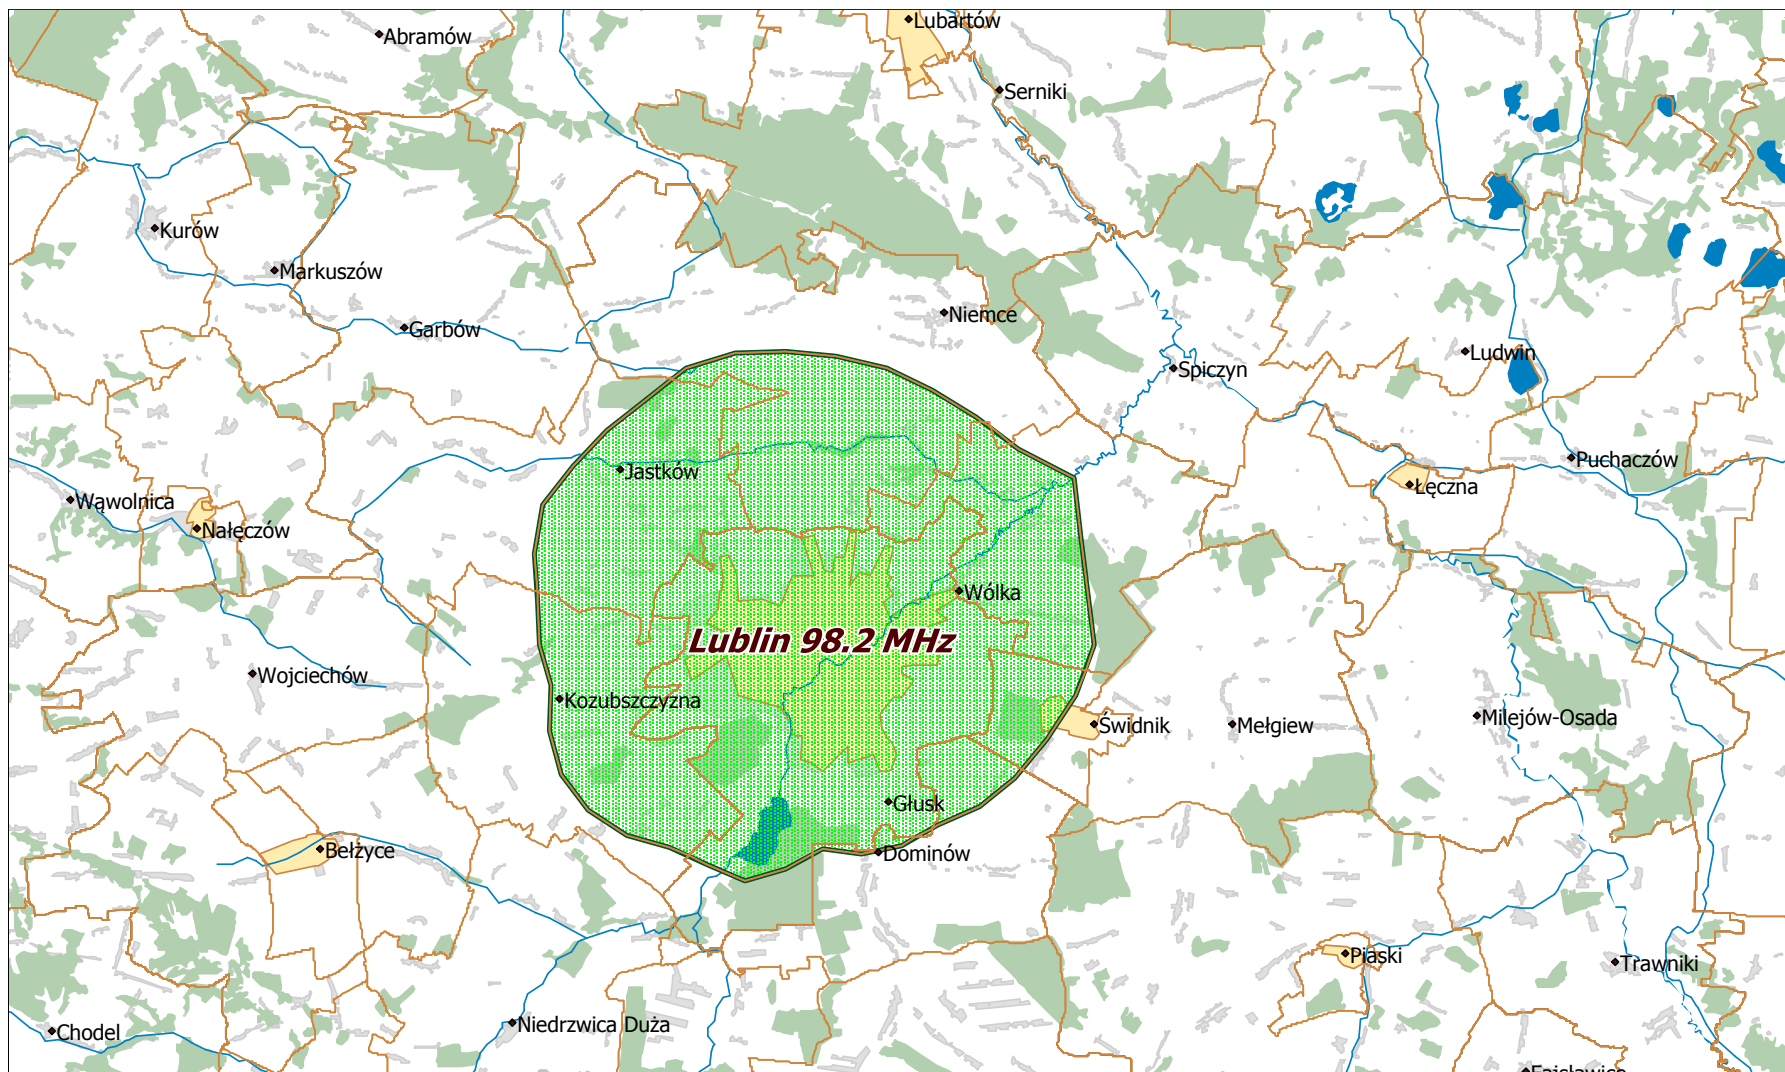 Lubartów
Abramów
Serniki
Kurów
Markuszów
Niemce
Garbów
Ludwin
Spiczyn
Puchaczów
Jastków
Łęczna
Wąwolnica
Nałęczów
Wólka
Lublin 98.2 MHz
Wojciechów
Kozubszczyzna
Milejów-Osada
Świdnik
Mełgiew
Głusk
Bełżyce
Dominów
Piaski
Trawniki
Niedrzwica Duża
Chodel
Fajsławice